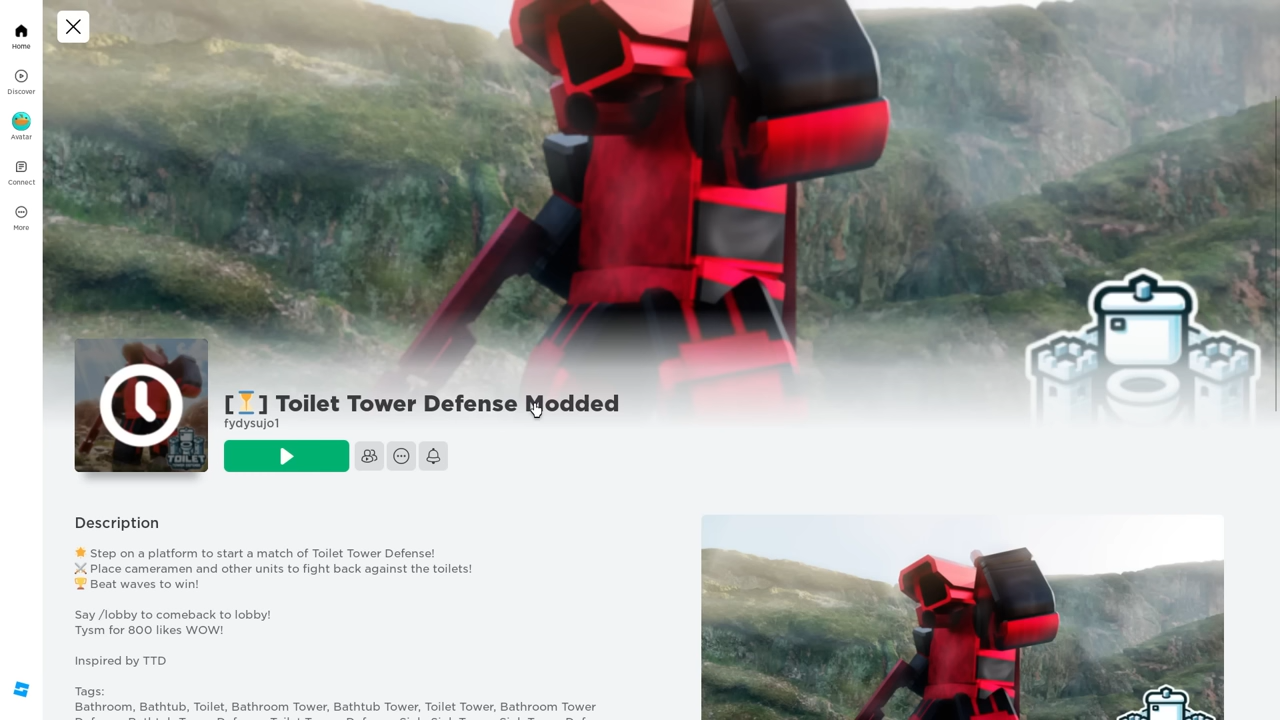 Home
Discover
Avatar
Connect
More
[⏳] Toilet Tower Defense Modded
fydysujo1
Description
⭐ Step on a platform to start a match of Toilet Tower Defense!
⚔️ Place cameramen and other units to fight back against the toilets!
🏆 Beat waves to win!
Say /lobby to comeback to lobby!
Tysm for 800 likes WOW!
Inspired by TTD
Tags:
Bathroom, Bathtub, Toilet, Bathroom Tower, Bathtub Tower, Toilet Tower, Bathroom Tower
TOILET